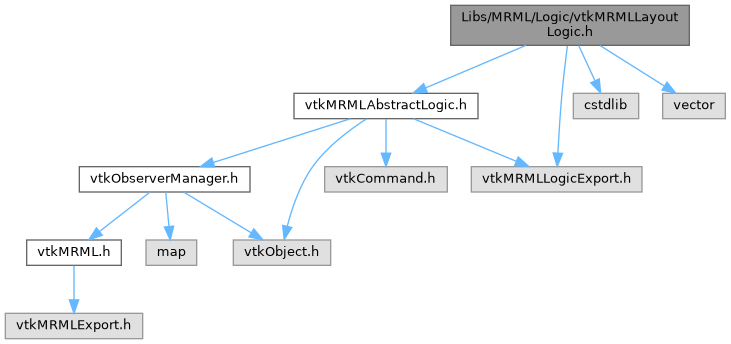 Libs/MRML/Logic/vtkMRMLLayout
Logic.h
vtkMRMLAbstractLogic.h
cstdlib
vector
vtkObserverManager.h
vtkCommand.h
vtkMRMLLogicExport.h
vtkMRML.h
map
vtkObject.h
vtkMRMLExport.h